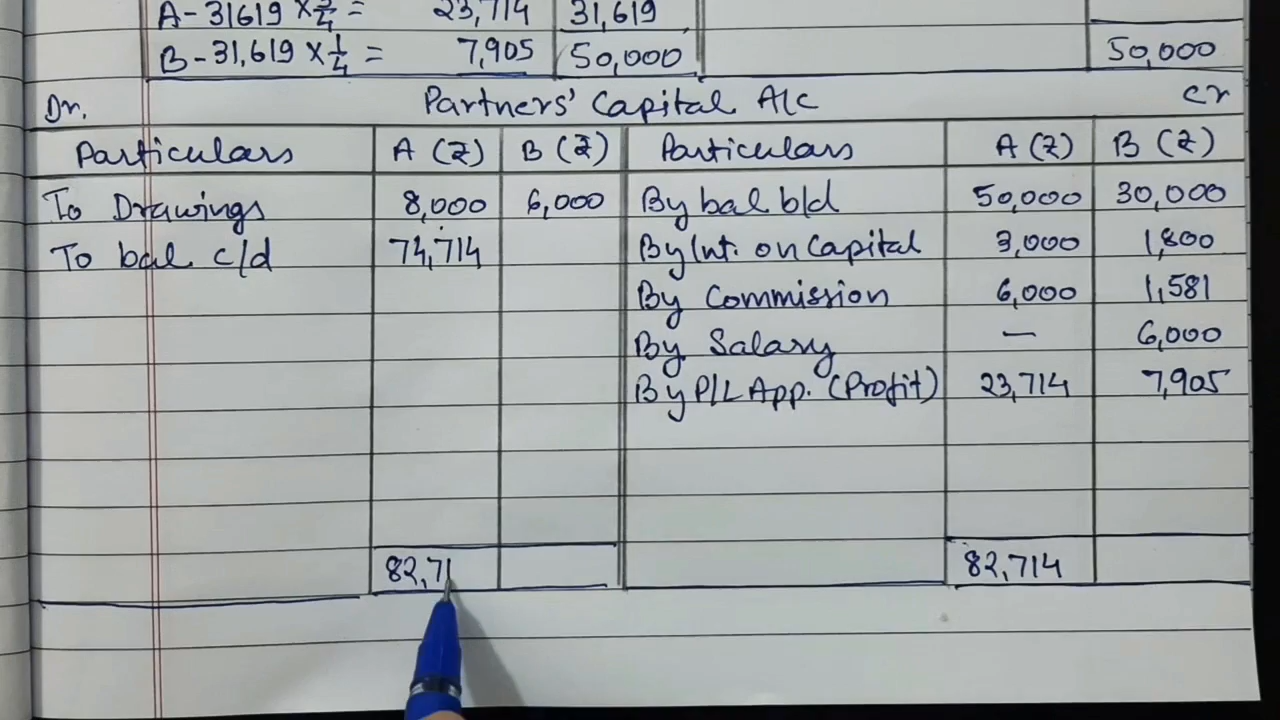 A - 31619 × 3/4 = 23,714 31,619
B - 31,619 × 1/4 = 7,905 50,000 50,000
Dr. Partners' Capital A/c Cr
Particulars A (₹) B (₹) Particulars A (₹) B (₹)
To Drawings 8,000 6,000 By bal b/d 50,000 30,000
To bal c/d 74,714 By Int. on Capital 3,000 1,800
By Commission 6,000 1,581
By Salary — 6,000
By P/L App. (Profit) 23,714 7,905
82,71 82,714